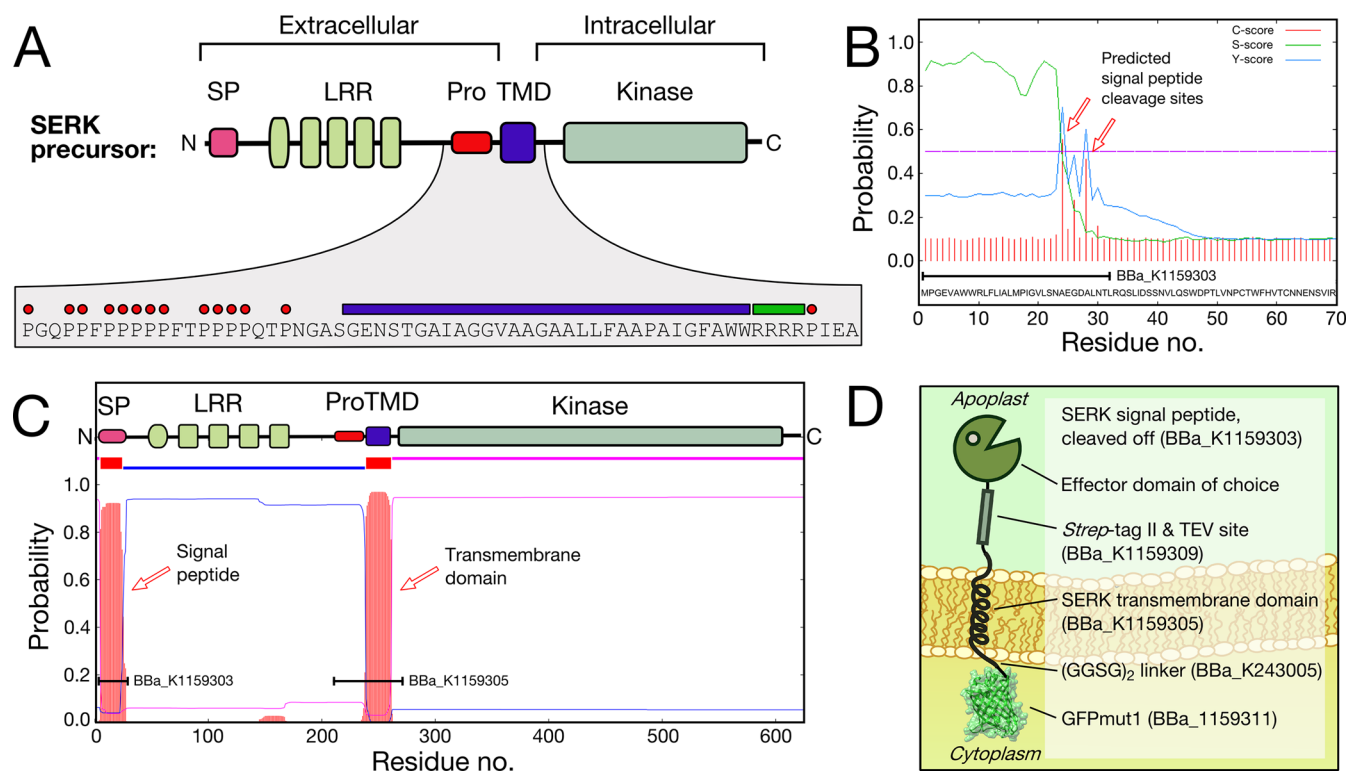 A
Extracellular
Intracellular
SP
LRR
Pro
TMD
Kinase
SERK
precursor:
N
C
PGQPPFPPPPPFTPPPPQTPNGASGENSTGAIAGGVAAGAALLFAAPAIGFAWWRRRRPIEA
B
C-score
S-score
Y-score
Predicted
signal peptide
cleavage sites
Probability
1.0
0.8
0.6
0.4
0.2
0.0
BBa_K1159303
MPGEVAWWRLFLIALMPIGVLSNAEGDALNTLRQSLIDSSNVLQSWDPTLVNPCTWFHVTCNNENSVIR
0
10
20
30
40
50
60
70
Residue no.
C
SP
LRR
ProTMD
Kinase
N
C
Probability
1.0
0.8
0.6
0.4
0.2
0.0
Signal
peptide
Transmembrane
domain
BBa_K1159303
BBa_K1159305
0
100
200
300
400
500
600
Residue no.
D
Apoplast
SERK signal peptide,
cleaved off (BBa_K1159303)
Effector domain of choice
Strep-tag II & TEV site
(BBa_K1159309)
SERK transmembrane domain
(BBa_K1159305)
(GGSG)2 linker (BBa_K243005)
GFPmut1 (BBa_1159311)
Cytoplasm